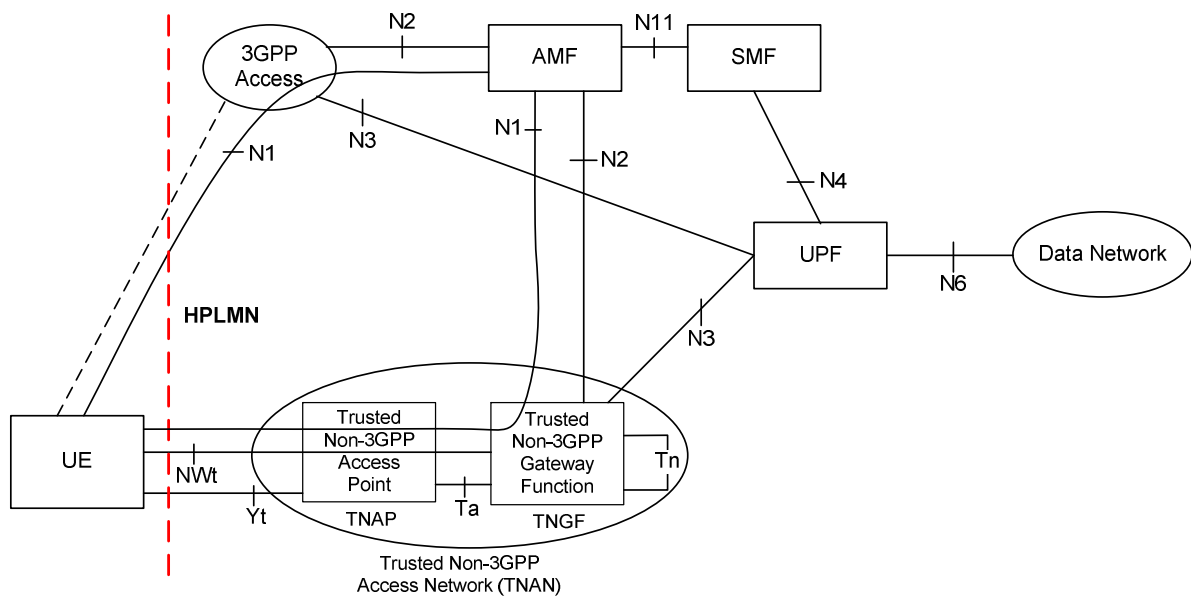 N2
N11
3GPP
Access
AMF
SMF
N1
N3
N1
N2
N4
UPF
Data Network
N6
HPLMN
N3
UE
Trusted
Non-3GPP
Access
Point
Trusted
Non-3GPP
Gateway
Function
Tn
NWt
Yt
Ta
TNAP
TNGF
Trusted Non-3GPP
Access Network (TNAN)